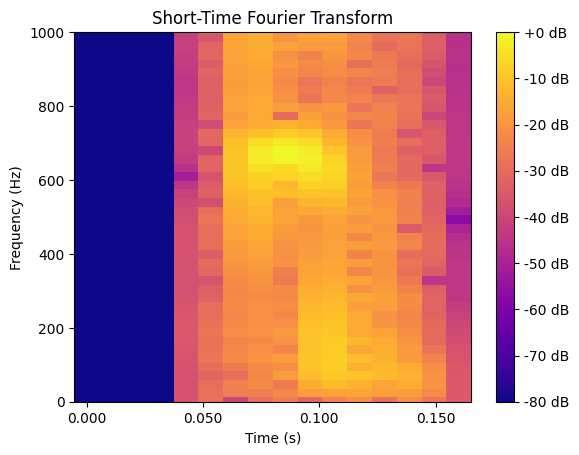 Short-Time Fourier Transform
1000
800
600
400
200
0
Frequency (Hz)
0.000
0.050
0.100
0.150
Time (s)
+0 dB
-10 dB
-20 dB
-30 dB
-40 dB
-50 dB
-60 dB
-70 dB
-80 dB